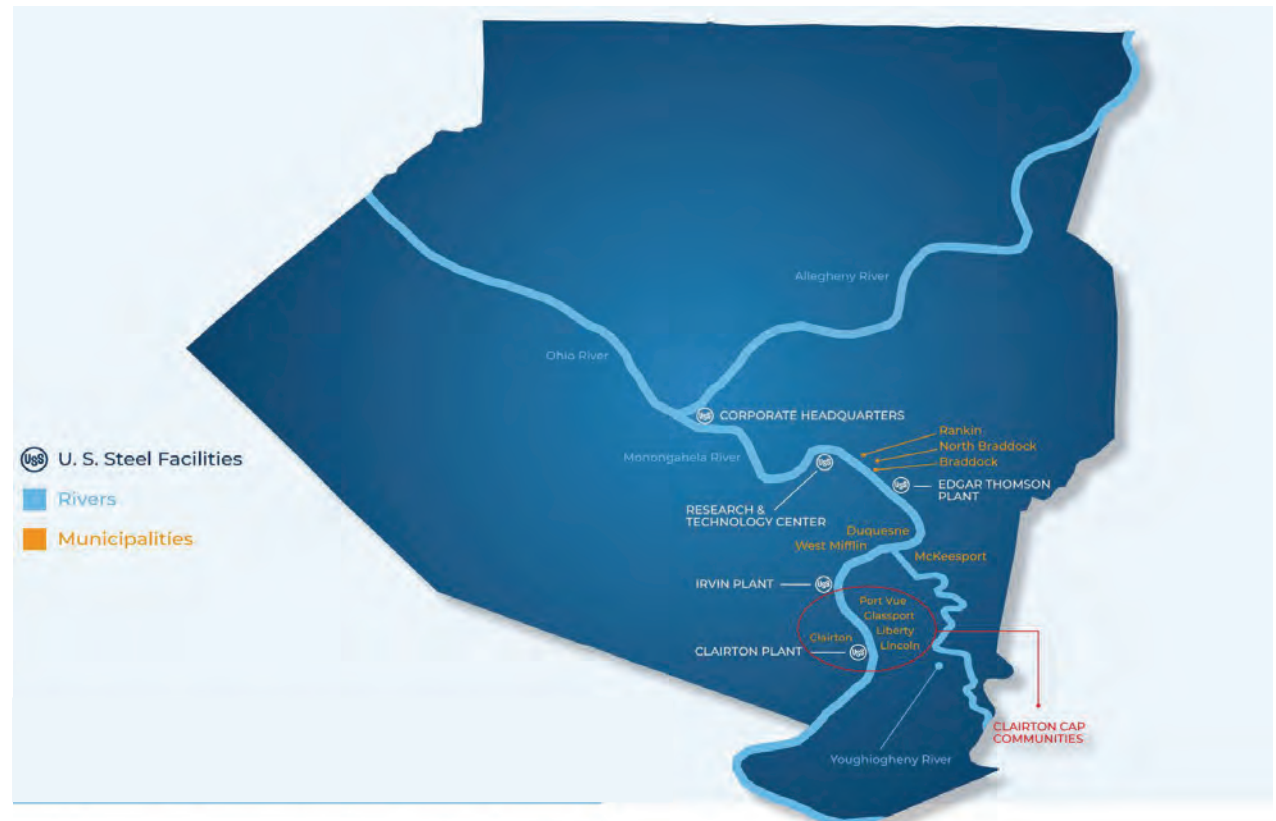 Allegheny River
Ohio River
CORPORATE HEADQUARTERS
Rankin
North Braddock
Braddock
Monongahela River
USS U. S. Steel Facilities
Rivers
Municipalities
EDGAR THOMSON
PLANT
RESEARCH &
TECHNOLOGY CENTER
Duquesne
West Mifflin
McKeesport
IRVIN PLANT
Port Vue
Glassport
Liberty
Lincoln
Clairton
CLAIRTON PLANT
CLAIRTON CAP
COMMUNITIES
Youghiogheny River